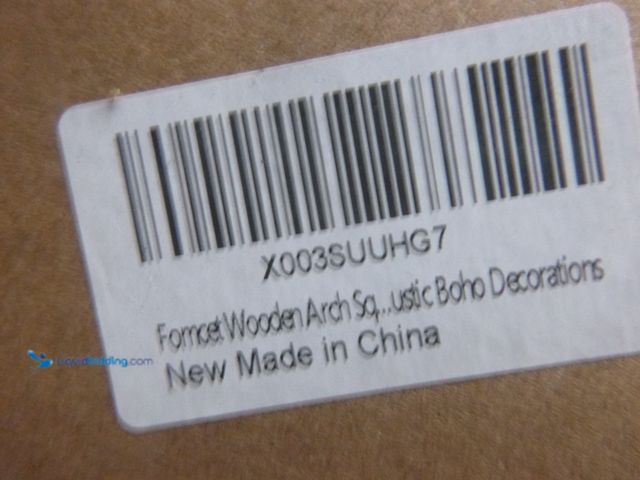 X003SUUHG7
Fomcet Wooden Arch Sq...ustic Boho Decorations
New Made in China